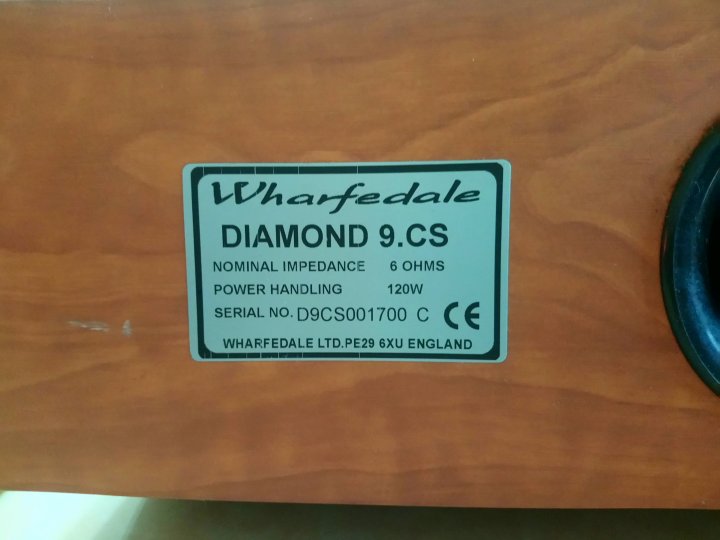 Wharfedale
DIAMOND 9.CS
NOMINAL IMPEDANCE 6 OHMS
POWER HANDLING 120W
SERIAL NO. D9CS001700 C CE
WHARFEDALE LTD.PE29 6XU ENGLAND